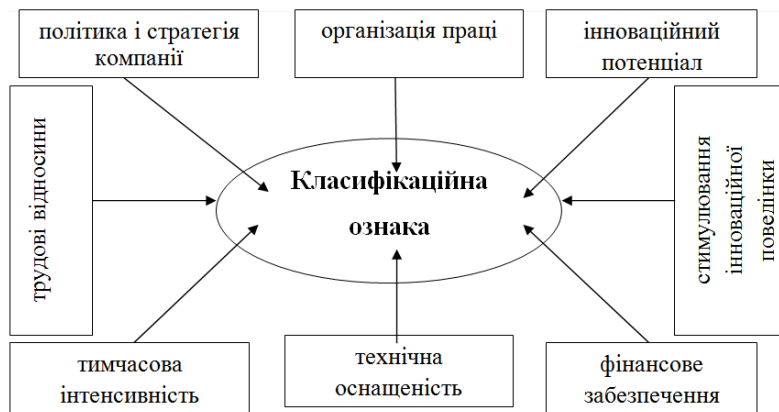 політика і стратегія
компанії
організація праці
інноваційний
потенціал
трудові відносини
Класифікаційна
ознака
стимулювання
інноваційної
поведінки
тимчасова
інтенсивність
технічна
оснащеність
фінансове
забезпечення